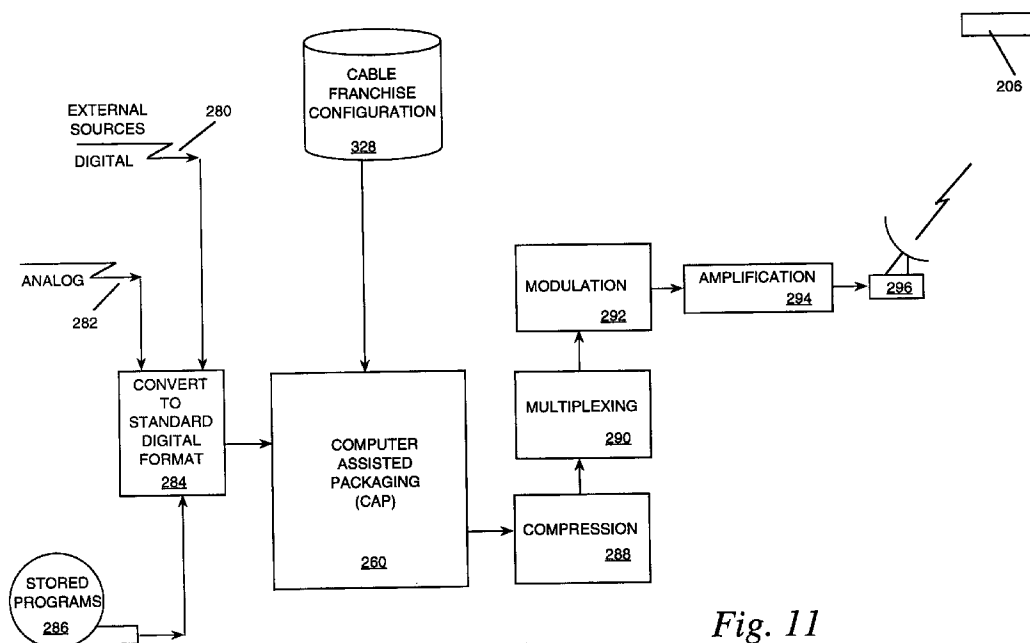 206
CABLE
FRANCHISE
CONFIGURATION
328
EXTERNAL
SOURCES
280
DIGITAL
ANALOG
282
CONVERT
TO
STANDARD
DIGITAL
FORMAT
284
COMPUTER
ASSISTED
PACKAGING
(CAP)
260
MODULATION
292
AMPLIFICATION
294
296
MULTIPLEXING
290
COMPRESSION
288
STORED
PROGRAMS
286
Fig. 11